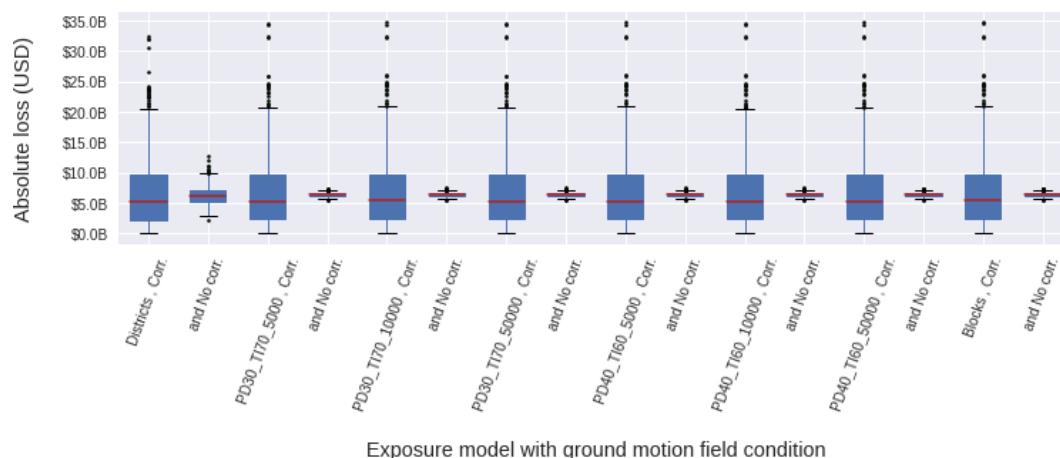 Absolute loss (USD)
$35.0B
$30.0B
$25.0B
$20.0B
$15.0B
$10.0B
$5.0B
$0.0B
Districts , Corr.
and No corr.
PD30_TI70_5000 , Corr.
and No corr.
PD30_TI70_10000 , Corr.
and No corr.
PD30_TI70_50000 , Corr.
and No corr.
PD40_TI60_5000 , Corr.
and No corr.
PD40_TI60_10000 , Corr.
and No corr.
PD40_TI60_50000 , Corr.
and No corr.
Blocks , Corr.
and No corr.
Exposure model with ground motion field condition